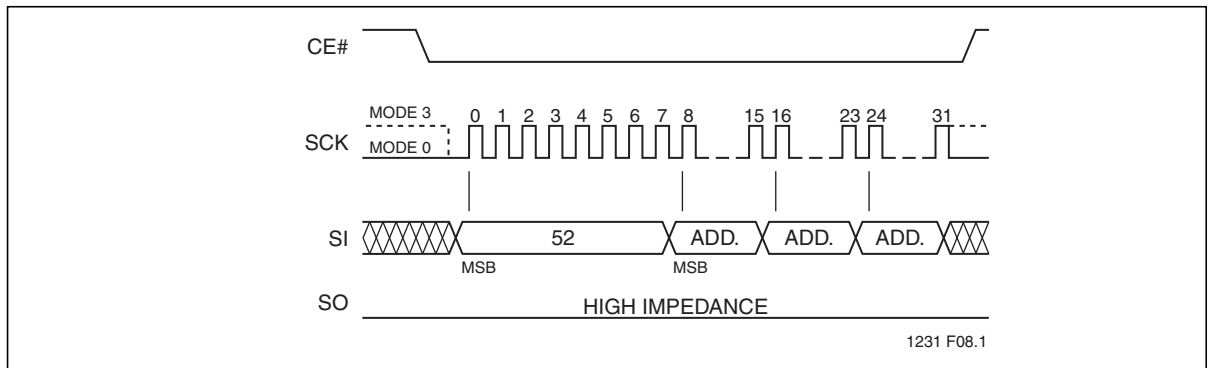 CE#
MODE 3
0 1 2 3 4 5 6 7 8 15 16 23 24 31
SCK
MODE 0
SI 52 ADD. ADD. ADD.
MSB MSB
SO HIGH IMPEDANCE
1231 F08.1